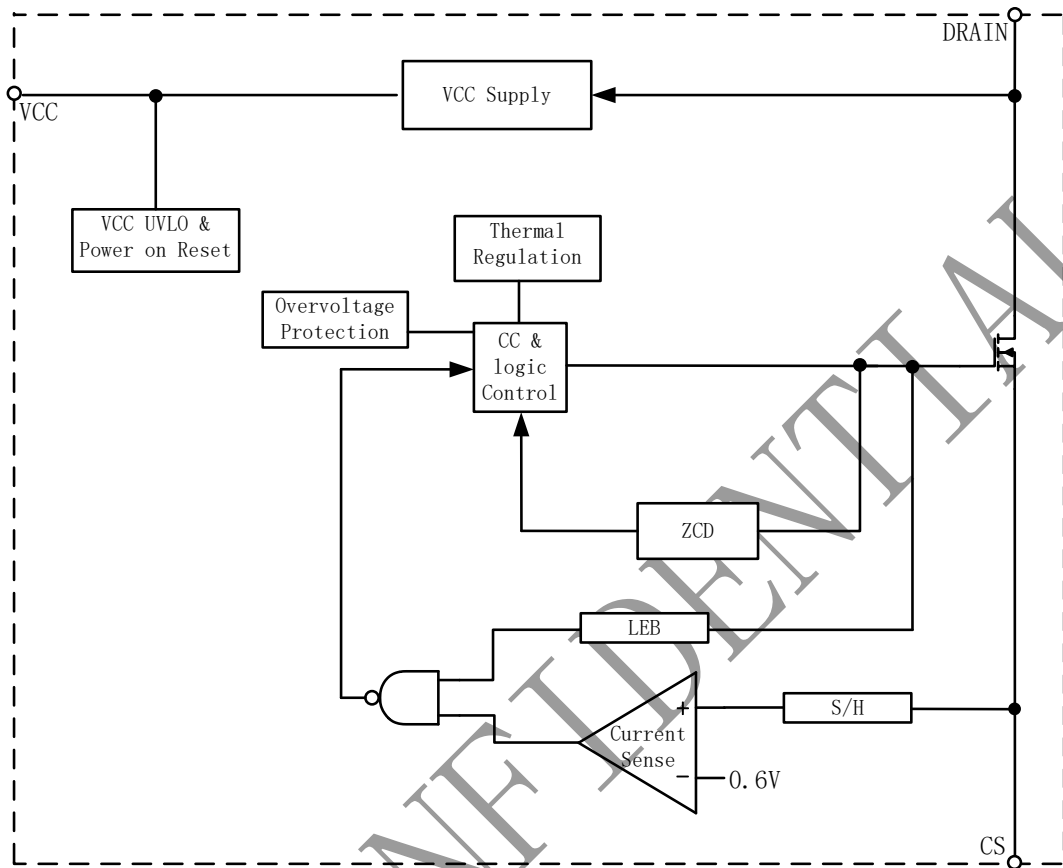 DRAIN
VCC Supply
VCC
VCC UVLO &
Power on Reset
Thermal
Regulation
Overvoltage
Protection
CC &
logic
Control
ZCD
LEB
S/H
+
Current
Sense
−
0.6V
CS
NFIDENTIAL